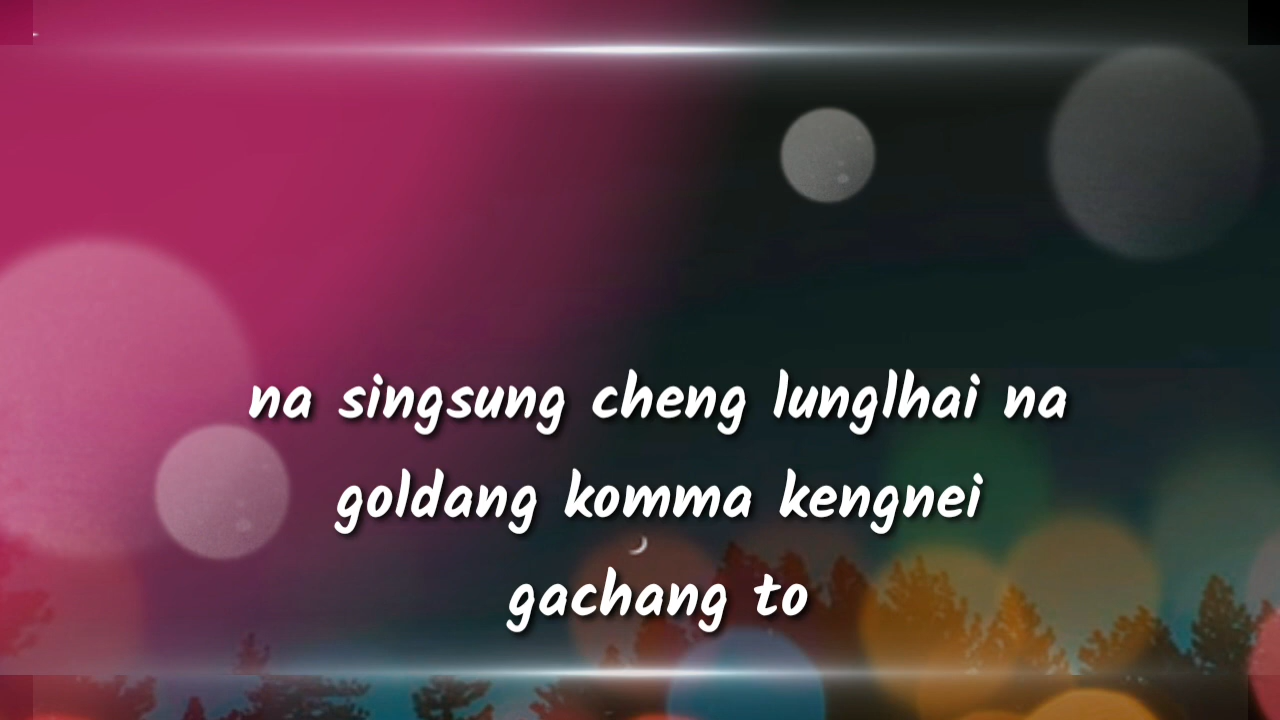 na singsung cheng lunglhai na
goldang komma kengnei
gachang to